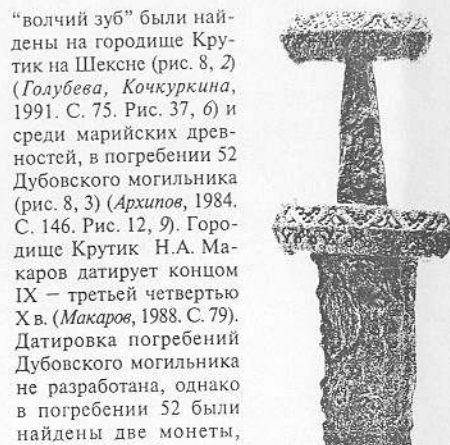 “волчий зуб” были най-
дены на городище Кру-
тик на Шексне (рис. 8, 2)
(Голубева, Кочкуркина,
1991. С. 75. Рис. 37, 6) и
среди марийских древ-
ностей, в погребении 52
Дубовского могильника
(рис. 8, 3) (Архипов, 1984.
С. 146. Рис. 12, 9). Горо-
дище Крутик Н.А. Ма-
каров датирует концом
IX – третьей четвертью
X в. (Макаров, 1988. С. 79).
Датировка погребений
Дубовского могильника
не разработана, однако
в погребении 52 были
найдены две монеты,